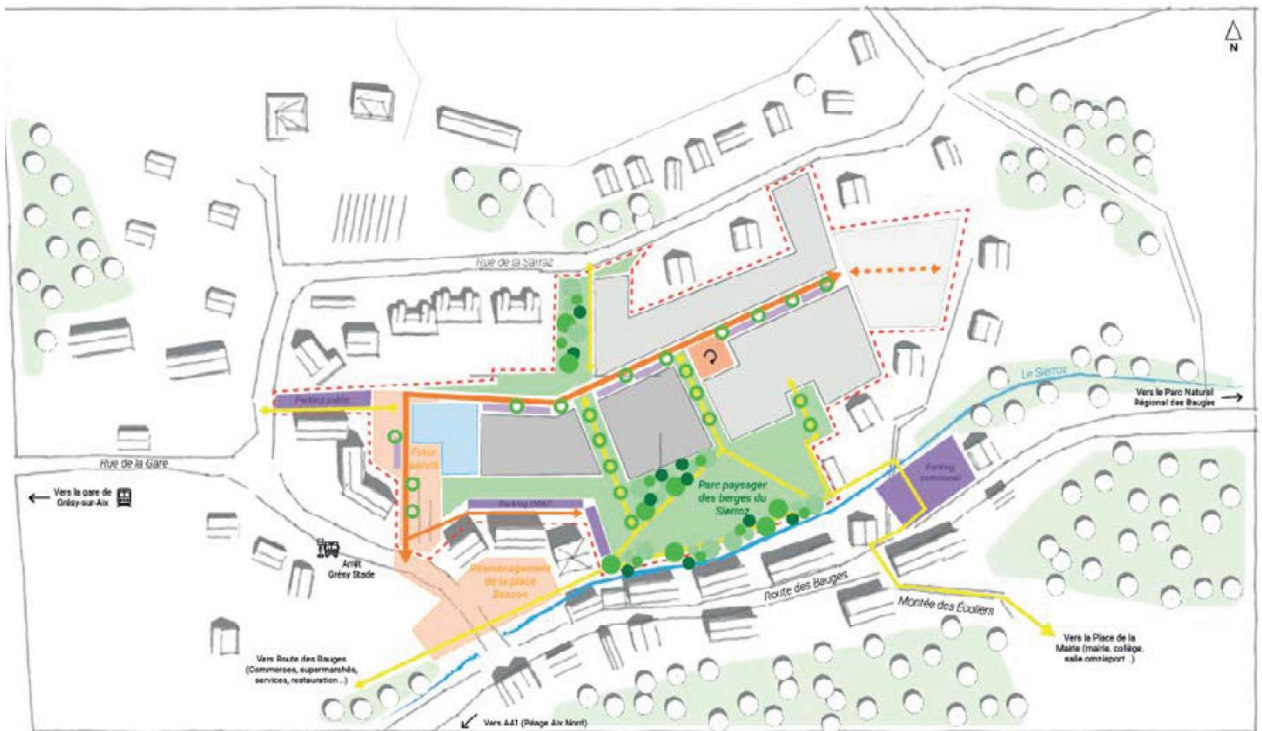 N
Rue de la Sarraz
Le Sierroz
Vers le Parc Naturel
Régional des Bauges
Parking
Futur
parvis
Rue de la Gare
Vers la gare de
Grésy-sur-Aix
Parking
Parking
communal
Parc paysager
des berges du
Sierroz
Arrêt
Grésy Stade
Réaménagement
de la place
Besson
Route des Bauges
Montée des Écoliers
Vers Route des Bauges
(Commerces, supermarchés,
services, restauration...)
Vers la Place de la
Mairie (mairie, collège,
salle omnisport...)
Vers A41 (Péage Aix Nord)